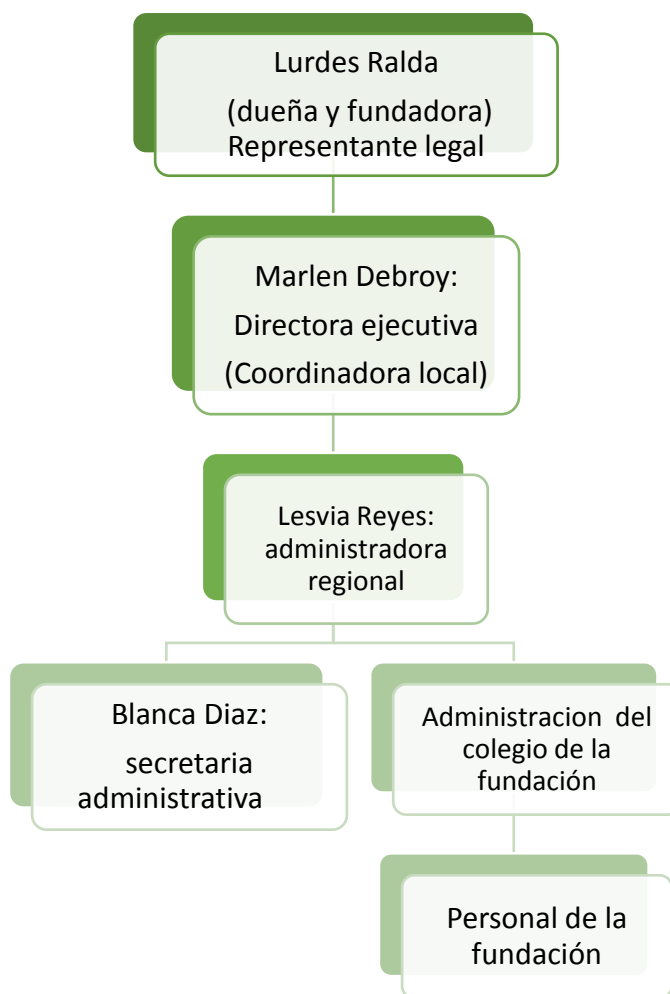 Lurdes Ralda
(dueña y fundadora)
Representante legal
Marlen Debroy:
Directora ejecutiva
(Coordinadora local)
Lesvia Reyes:
administradora
regional
Blanca Diaz:
secretaria
administrativa
Administracion del
colegio de la
fundación
Personal de la
fundación